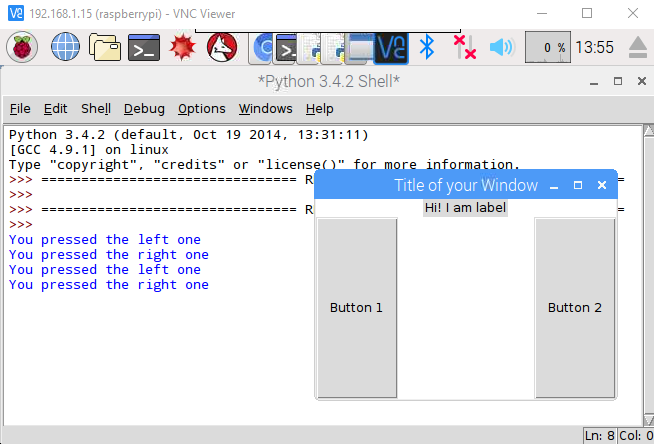 192.168.1.15 (raspberrypi) - VNC Viewer
0 % 13:55
*Python 3.4.2 Shell*
File Edit Shell Debug Options Windows Help
Python 3.4.2 (default, Oct 19 2014, 13:31:11)
[GCC 4.9.1] on linux
Type "copyright", "credits" or "license()" for more information.
>>> ================================ R
>>>
>>> ================================ R
>>>
You pressed the left one
You pressed the right one
You pressed the left one
You pressed the right one
Title of your Window
Hi! I am label
Button 1 Button 2
Ln: 8 Col: 0